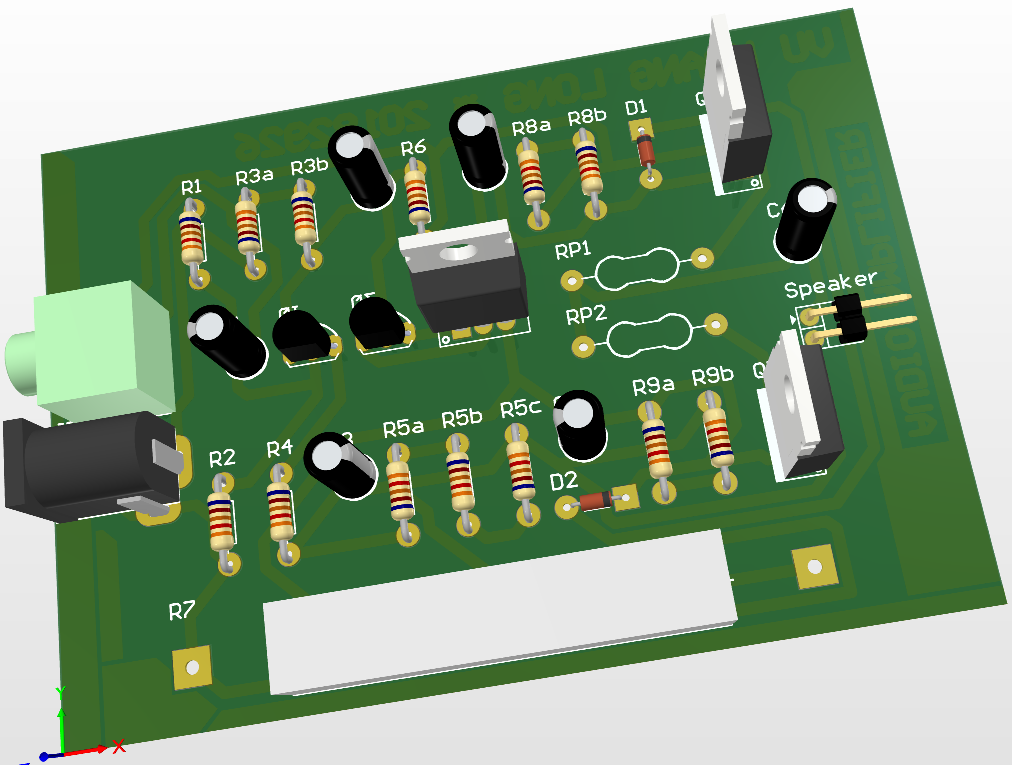 R1
R3a
R3b
R6
R8a
R8b
D1
RP1
RP2
Speaker
R2
R4
R5a
R5b
R5c
D2
R9a
R9b
R7
Y
X